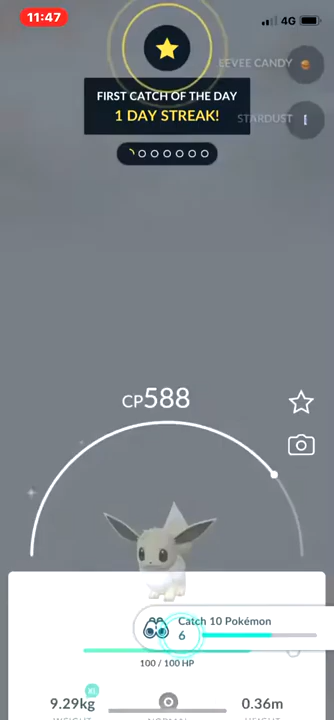 11:47
4G
EEVEE CANDY
FIRST CATCH OF THE DAY
1 DAY STREAK!
STARDUST
CP588
Catch 10 Pokémon
6
100 / 100 HP
XL
9.29kg
NORMAL
0.36m